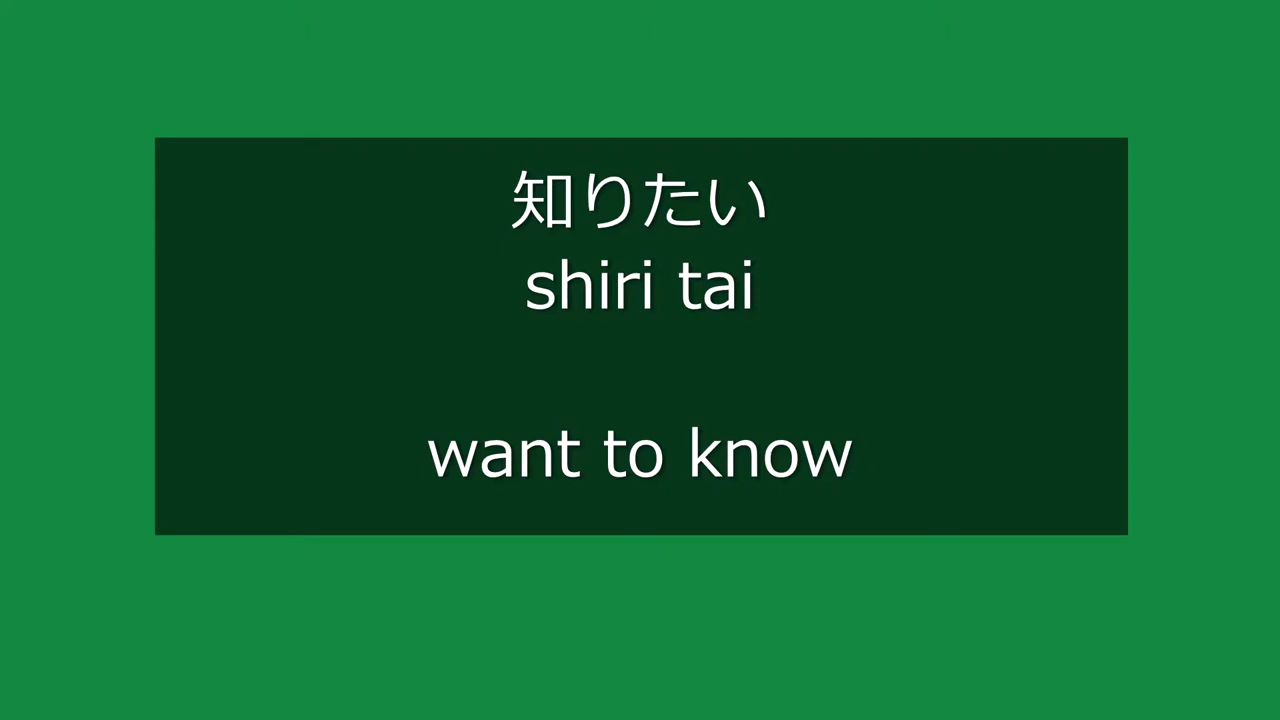 知りたい
shiri tai
want to know